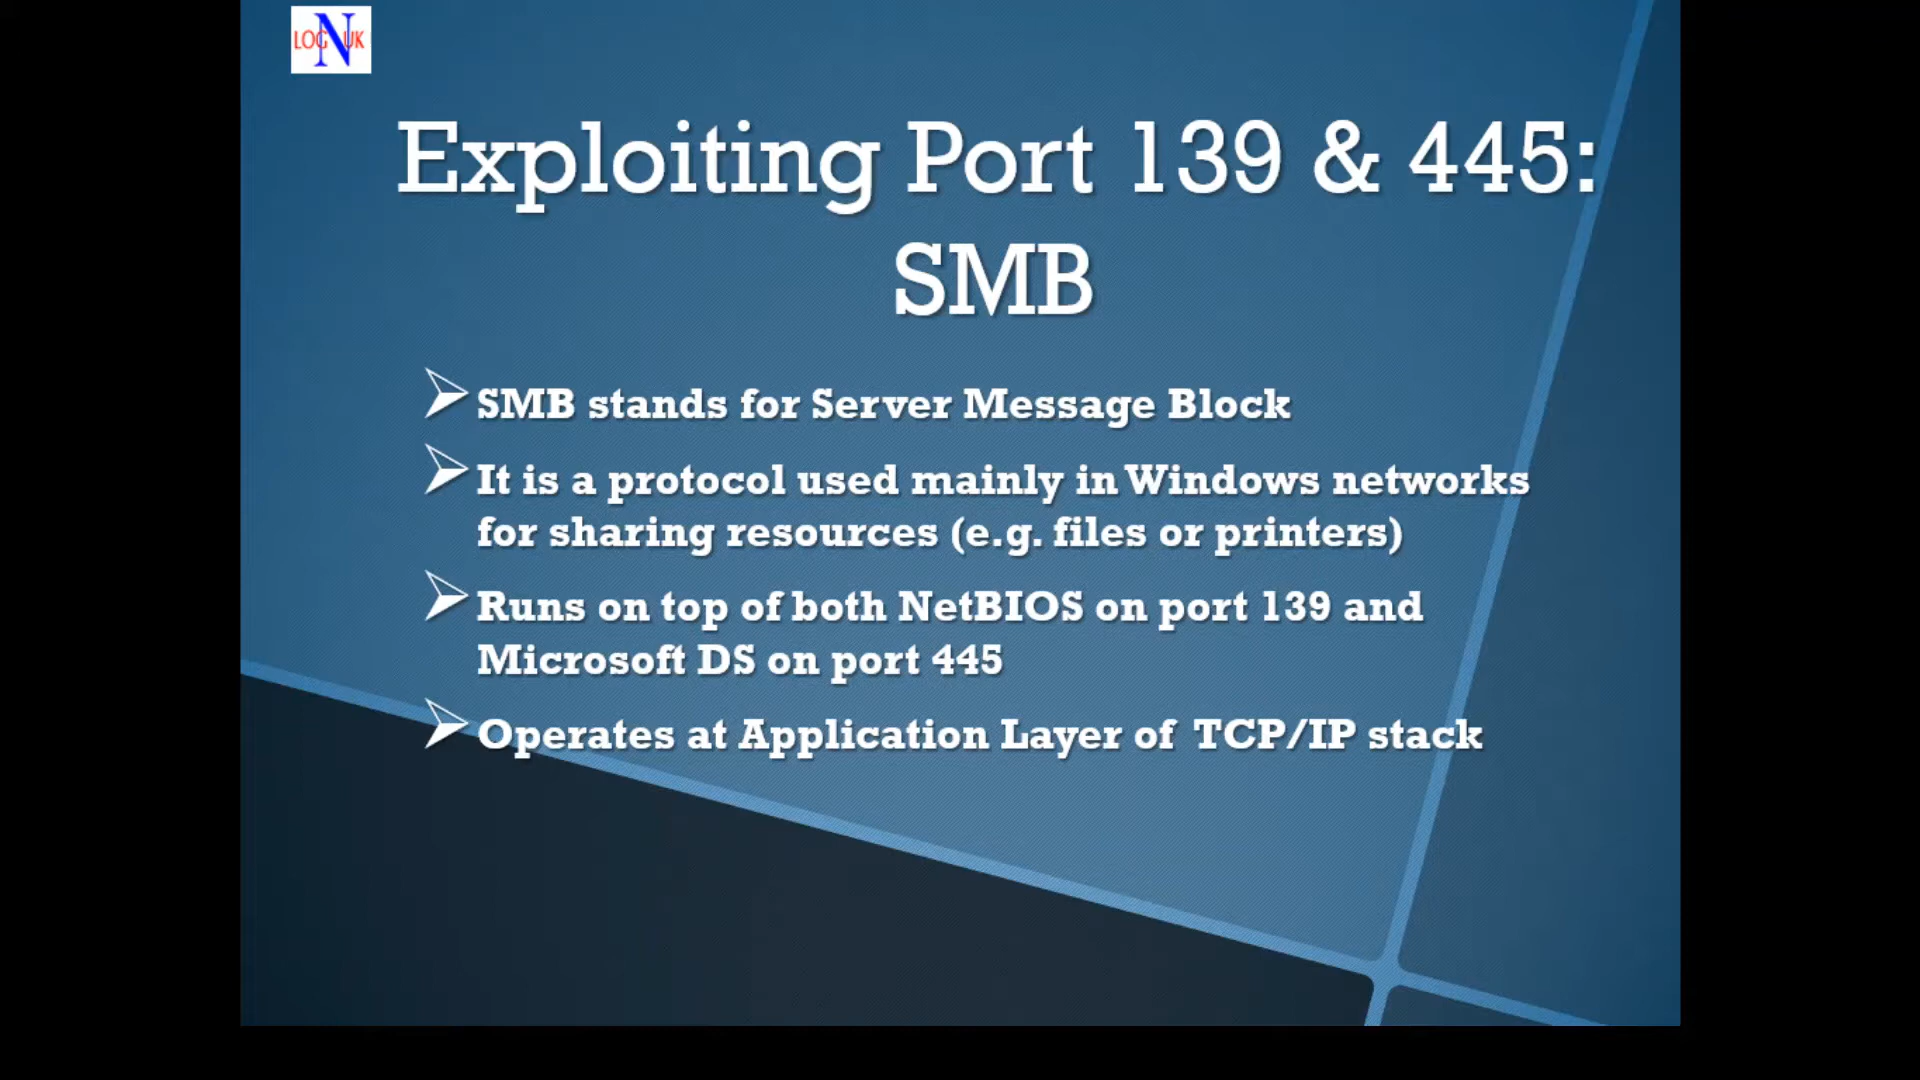 LOG N UK
Exploiting Port 139 & 445:
SMB
SMB stands for Server Message Block
It is a protocol used mainly in Windows networks
for sharing resources (e.g. files or printers)
Runs on top of both NetBIOS on port 139 and
Microsoft DS on port 445
Operates at Application Layer of TCP/IP stack